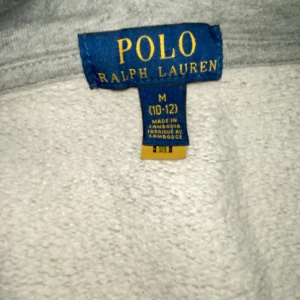 POLO
RALPH LAUREN
M
(10-12)
MADE IN
CAMBODIA
FABRIQUÉ AU
CAMBODGE